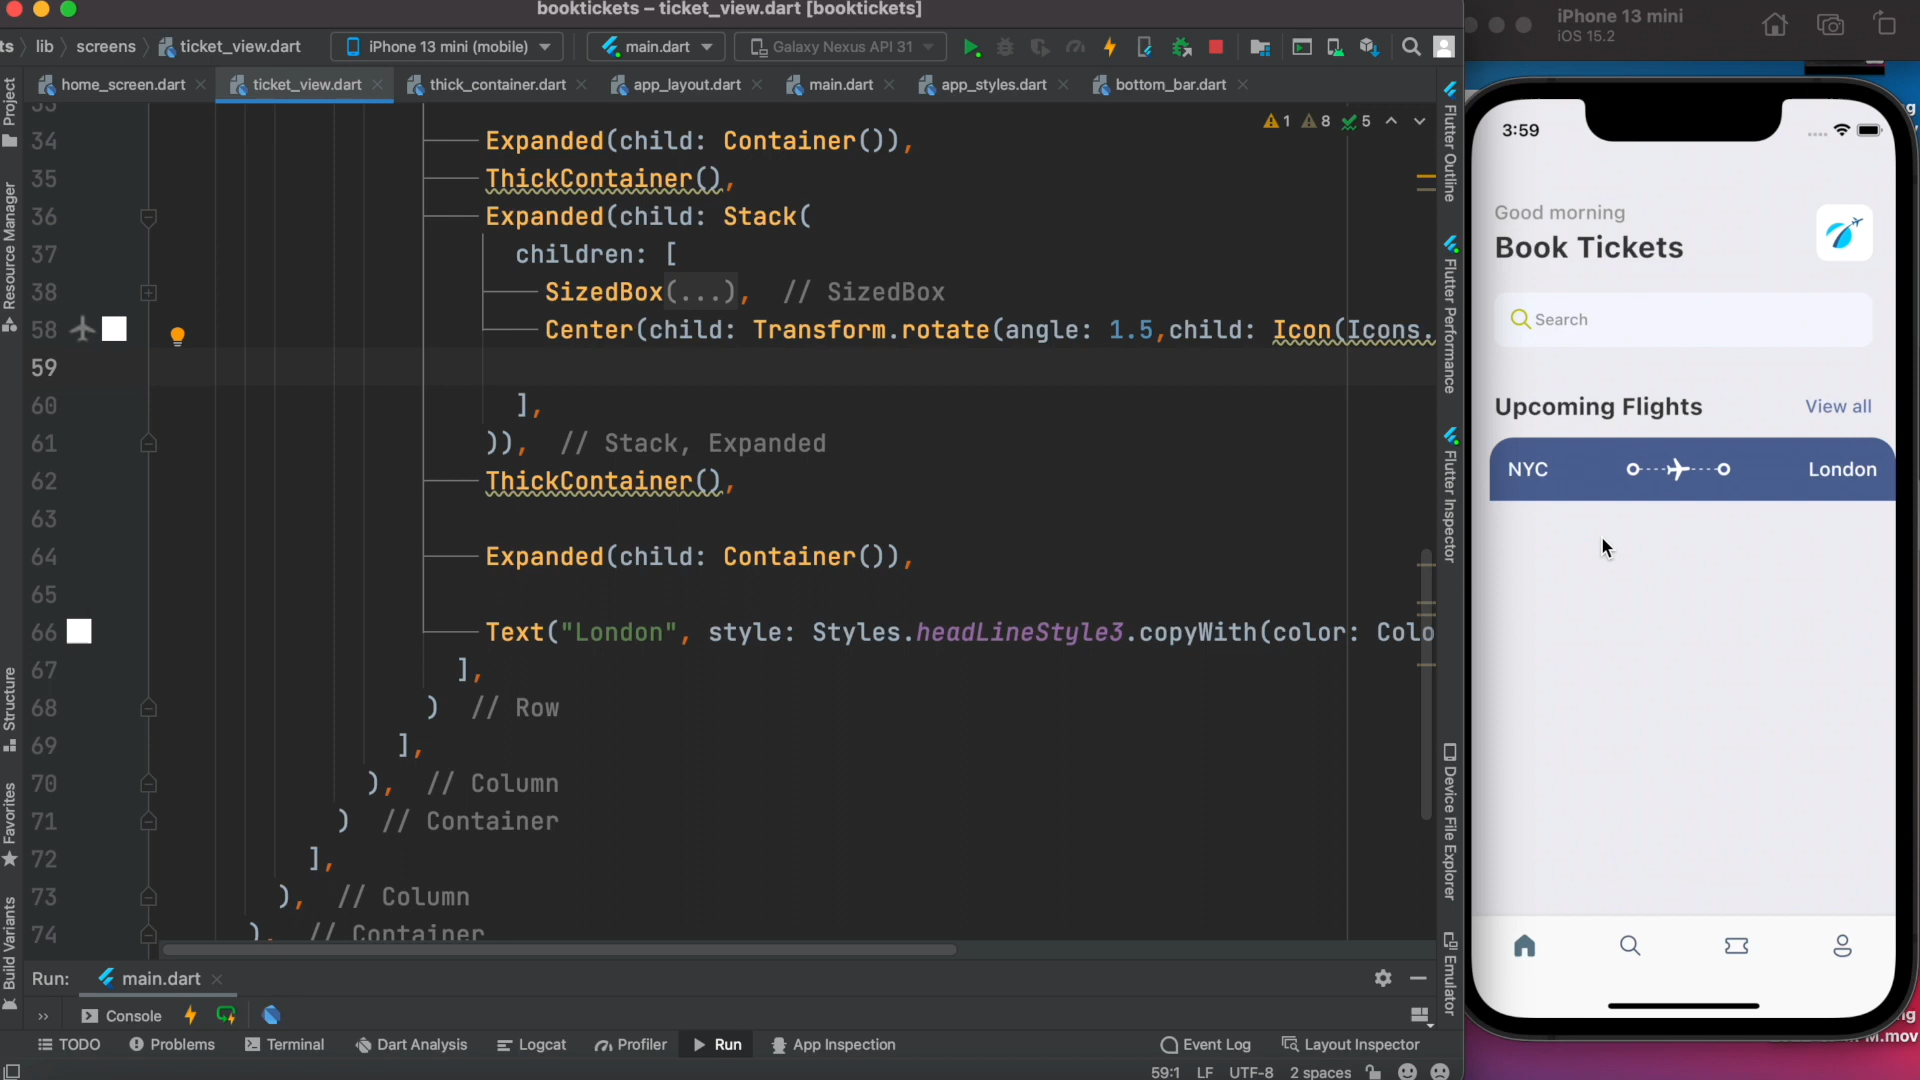 booktickets – ticket_view.dart [booktickets]
ts lib screens ticket_view.dart iPhone 13 mini (mobile) main.dart Galaxy Nexus API 31
home_screen.dart ticket_view.dart thick_container.dart app_layout.dart main.dart app_styles.dart bottom_bar.dart
1 8 5
33
34 Expanded(child: Container()),
35 ThickContainer(),
36 Expanded(child: Stack(
37 children: [
38 SizedBox(...), // SizedBox
58 Center(child: Transform.rotate(angle: 1.5,child: Icon(Icons.
59
60 ],
61 )), // Stack, Expanded
62 ThickContainer(),
63
64 Expanded(child: Container()),
65
66 Text("London", style: Styles.headLineStyle3.copyWith(color: Colo
67 ],
68 ) // Row
69 ],
70 ), // Column
71 ) // Container
72 ],
73 ), // Column
74 ), // Container
Project
Resource Manager
Structure
Favorites
Build Variants
Flutter Outline
Flutter Performance
Flutter Inspector
Device File Explorer
Emulator
Run: main.dart
Console
TODO Problems Terminal Dart Analysis Logcat Profiler Run App Inspection Event Log Layout Inspector
59:1 LF UTF-8 2 spaces
iPhone 13 mini
iOS 15.2
3:59
Good morning
Book Tickets
Search
Upcoming Flights View all
NYC London
ng
M.mov